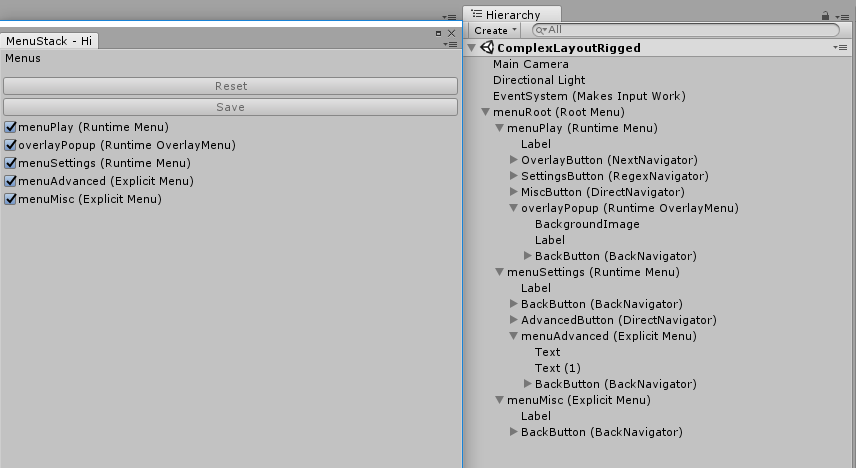 MenuStack - Hi
Menus
Reset
Save
menuPlay (Runtime Menu)
overlayPopup (Runtime OverlayMenu)
menuSettings (Runtime Menu)
menuAdvanced (Explicit Menu)
menuMisc (Explicit Menu)
Hierarchy
Create
All
ComplexLayoutRigged
Main Camera
Directional Light
EventSystem (Makes Input Work)
menuRoot (Root Menu)
menuPlay (Runtime Menu)
Label
OverlayButton (NextNavigator)
SettingsButton (RegexNavigator)
MiscButton (DirectNavigator)
overlayPopup (Runtime OverlayMenu)
BackgroundImage
Label
BackButton (BackNavigator)
menuSettings (Runtime Menu)
Label
BackButton (BackNavigator)
AdvancedButton (DirectNavigator)
menuAdvanced (Explicit Menu)
Text
Text (1)
BackButton (BackNavigator)
menuMisc (Explicit Menu)
Label
BackButton (BackNavigator)